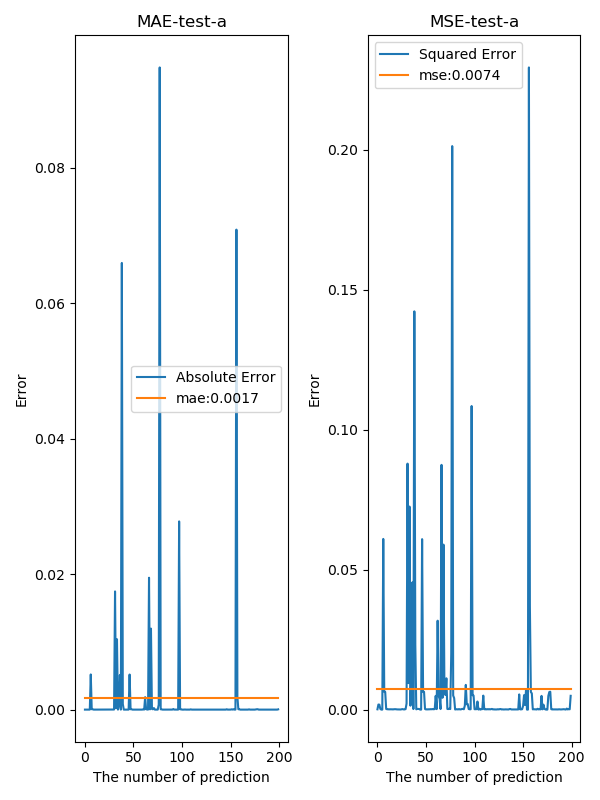 MAE-test-a
0.08
0.06
0.04
0.02
0.00
Error
Absolute Error
mae:0.0017
0
50
100
150
200
The number of prediction
MSE-test-a
Squared Error
mse:0.0074
0.20
0.15
0.10
0.05
0.00
Error
0
50
100
150
200
The number of prediction